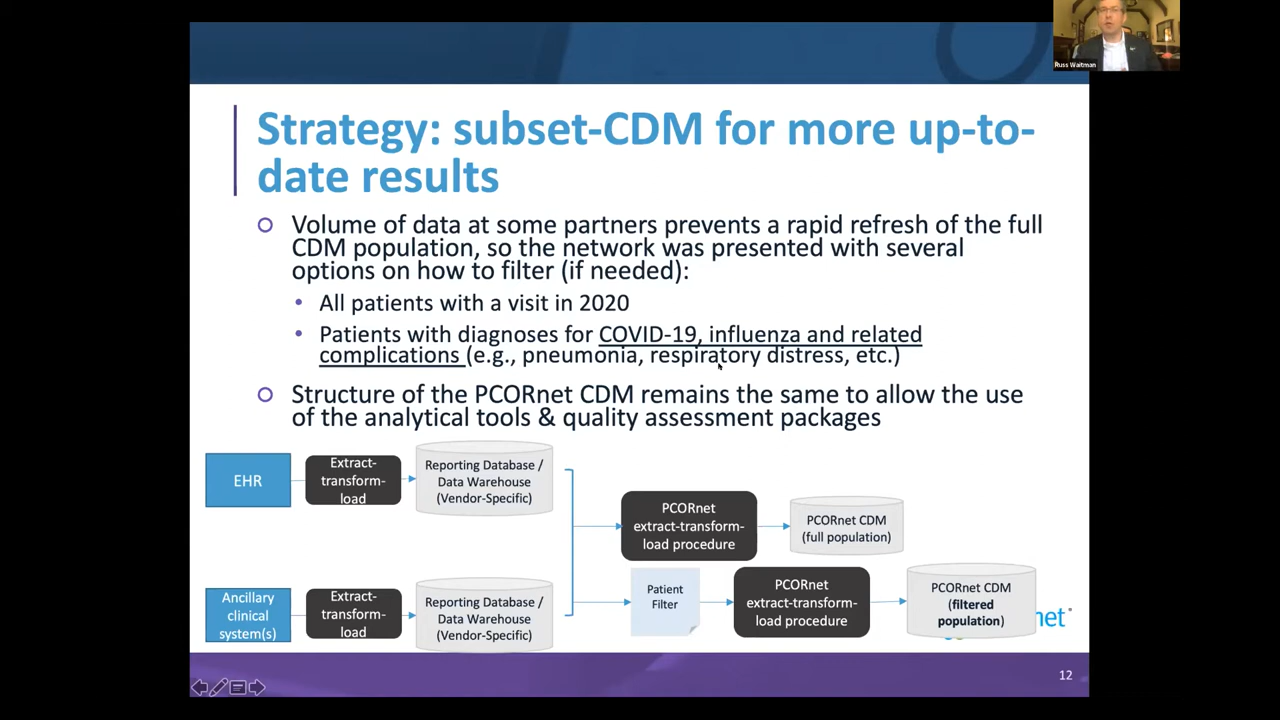 Russ Waitman
Strategy: subset-CDM for more up-to-
date results
Volume of data at some partners prevents a rapid refresh of the full
CDM population, so the network was presented with several
options on how to filter (if needed):
• All patients with a visit in 2020
• Patients with diagnoses for COVID-19, influenza and related
complications (e.g., pneumonia, respiratory distress, etc.)
Structure of the PCORnet CDM remains the same to allow the use
of the analytical tools & quality assessment packages
EHR
Extract-
transform-
load
Reporting Database /
Data Warehouse
(Vendor-Specific)
PCORnet
extract-transform-
load procedure
PCORnet CDM
(full population)
Ancillary
clinical
system(s)
Extract-
transform-
load
Reporting Database /
Data Warehouse
(Vendor-Specific)
Patient
Filter
PCORnet
extract-transform-
load procedure
PCORnet CDM
(filtered
population)
net
12